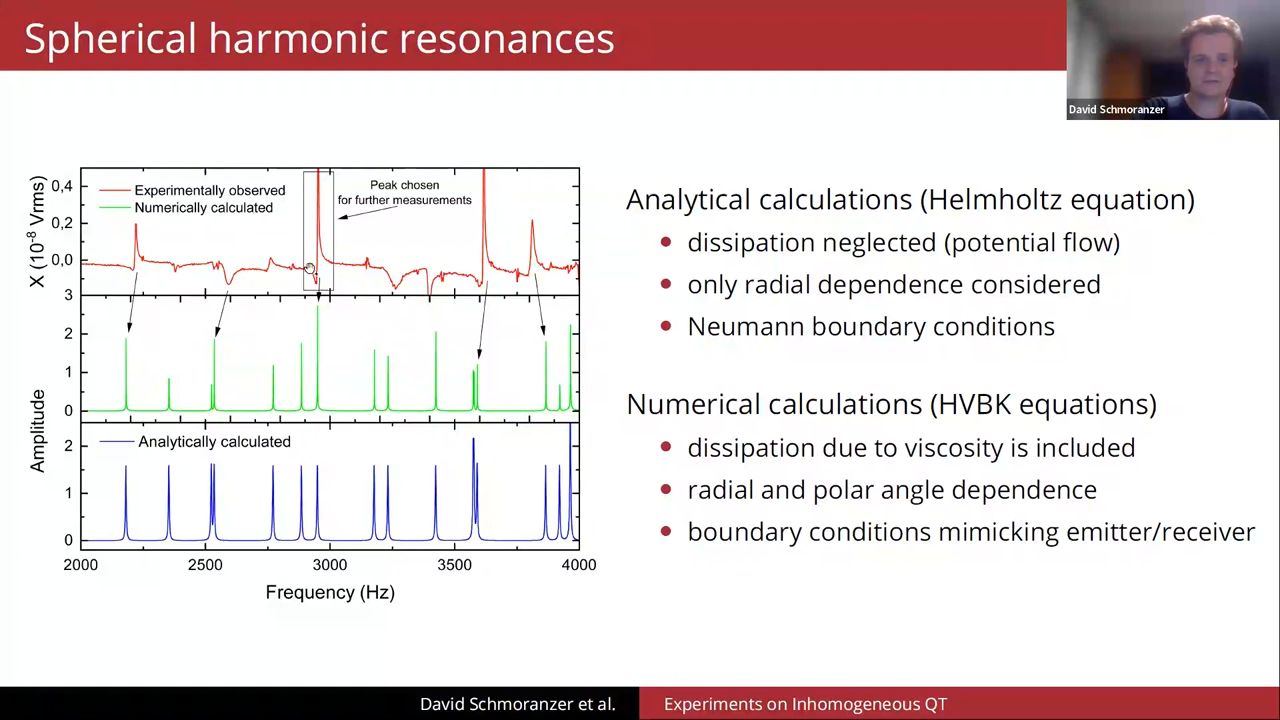 Spherical harmonic resonances
David Schmoranzer
X (10⁻⁸ Vrms)
0,4
0,2
0,0
Experimentally observed
Numerically calculated
Peak chosen
for further measurements
3
2
1
0
Amplitude
2
1
0
Analytically calculated
2000 2500 3000 3500 4000
Frequency (Hz)
Analytical calculations (Helmholtz equation)
• dissipation neglected (potential flow)
• only radial dependence considered
• Neumann boundary conditions
Numerical calculations (HVBK equations)
• dissipation due to viscosity is included
• radial and polar angle dependence
• boundary conditions mimicking emitter/receiver
David Schmoranzer et al.
Experiments on Inhomogeneous QT